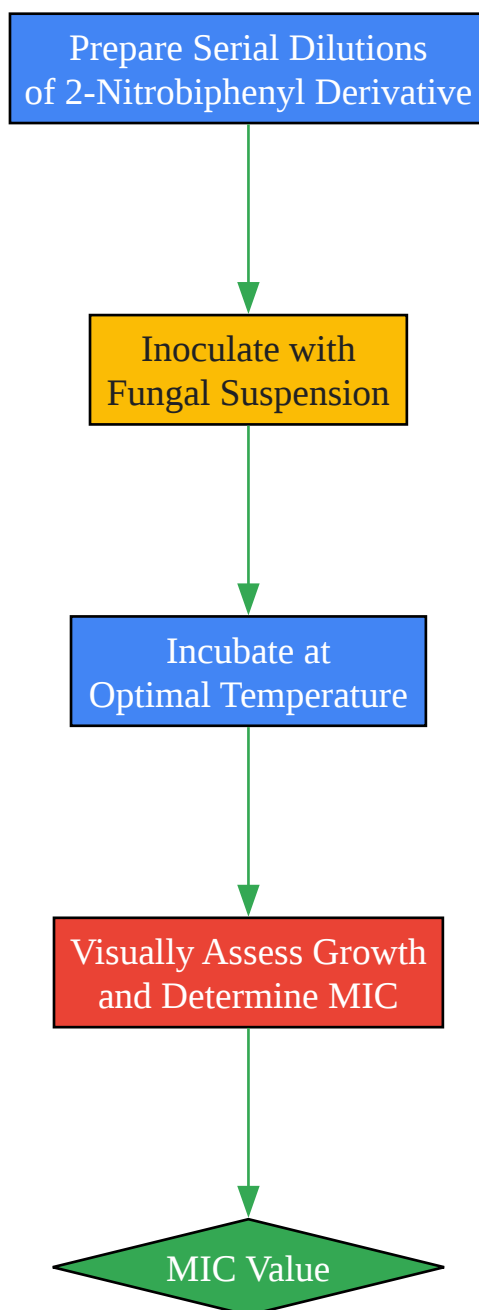 Prepare Serial Dilutions
of 2-Nitrobiphenyl Derivative
Inoculate with
Fungal Suspension
Incubate at
Optimal Temperature
Visually Assess Growth
and Determine MIC
MIC Value